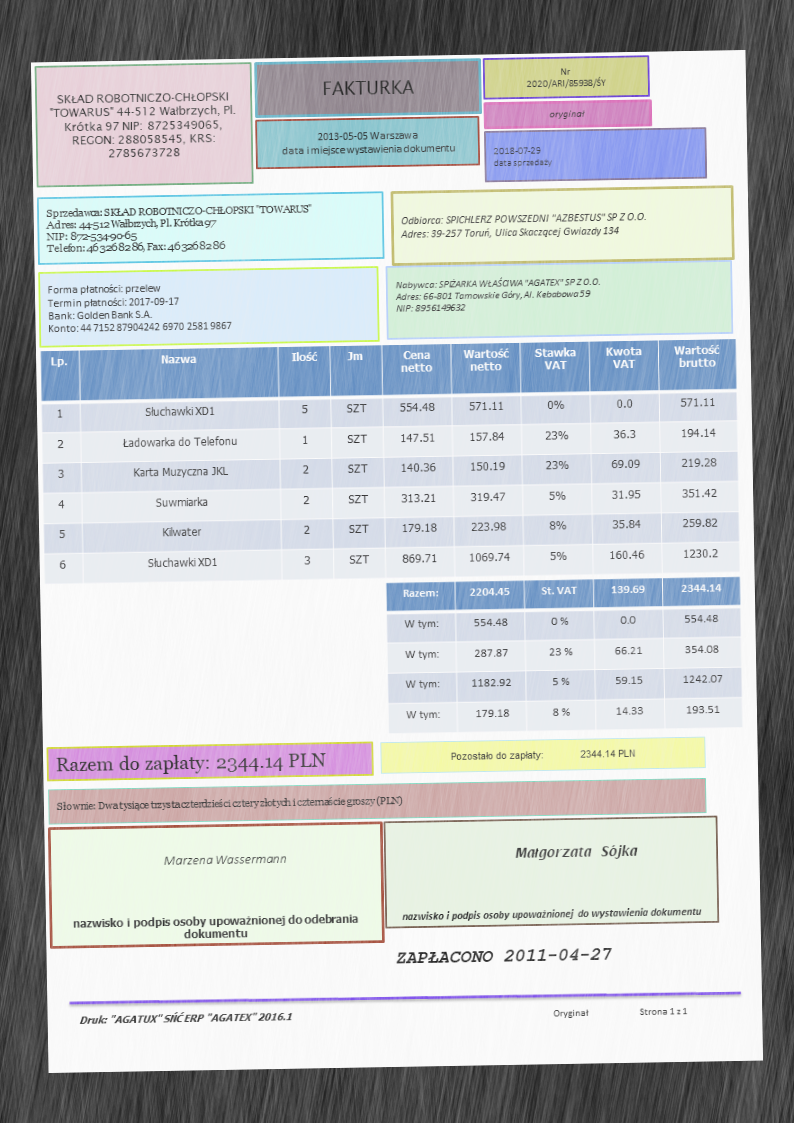 SKŁAD ROBOTNICZO-CHŁOPSKI
"TOWARUS" 44-512 Wałbrzych, Pl.
Krótka 97 NIP: 8725349065,
REGON: 288058545, KRS:
2785673728
FAKTURKA
2013-05-05 Warszawa
data i miejsce wystawienia dokumentu
Nr
2020/ARI/85938/ŚY
oryginał
2018-07-29
data sprzedaży
Sprzedawca: SKŁAD ROBOTNICZO-CHŁOPSKI "TOWARUS"
Adres: 44-512 Wałbrzych, Pl. Krótka 97
NIP: 872-534-90-65
Telefon: 463268286, Fax: 463268286
Odbiorca: SPICHLERZ POWSZEDNI "AZBESTUS" SP Z O.O.
Adres: 39-257 Toruń, Ulica Skaczącej Gwiazdy 134
Forma płatności: przelew
Termin płatności: 2017-09-17
Bank: Golden Bank S.A.
Konto: 44 7152 87904242 6970 2581 9867
Nabywca: SPIŻARKA WŁAŚCIWA "AGATEX" SP Z O.O.
Adres: 66-801 Tarnowskie Góry, Al. Kebabowa 59
NIP: 8956149632
Lp. Nazwa Ilość Jm Cena netto Wartość netto Stawka VAT Kwota VAT Wartość brutto
1 Słuchawki XD1 5 SZT 554.48 571.11 0% 0.0 571.11
2 Ładowarka do Telefonu 1 SZT 147.51 157.84 23% 36.3 194.14
3 Karta Muzyczna JKL 2 SZT 140.36 150.19 23% 69.09 219.28
4 Suwmiarka 2 SZT 313.21 319.47 5% 31.95 351.42
5 Kilwater 2 SZT 179.18 223.98 8% 35.84 259.82
6 Słuchawki XD1 3 SZT 869.71 1069.74 5% 160.46 1230.2
Razem: 2204.45 St. VAT 139.69 2344.14
W tym: 554.48 0 % 0.0 554.48
W tym: 287.87 23 % 66.21 354.08
W tym: 1182.92 5 % 59.15 1242.07
W tym: 179.18 8 % 14.33 193.51
Razem do zapłaty: 2344.14 PLN
Pozostało do zapłaty: 2344.14 PLN
Słownie: Dwa tysiące trzysta czterdzieści cztery złotych i czternaście groszy (PLN)
Marzena Wassermann
nazwisko i podpis osoby upoważnionej do odebrania
dokumentu
Małgorzata Sójka
nazwisko i podpis osoby upoważnionej do wystawienia dokumentu
ZAPŁACONO 2011-04-27
Druk: "AGATUX" SŃĆ ERP "AGATEX" 2016.1
Oryginał Strona 1 z 1